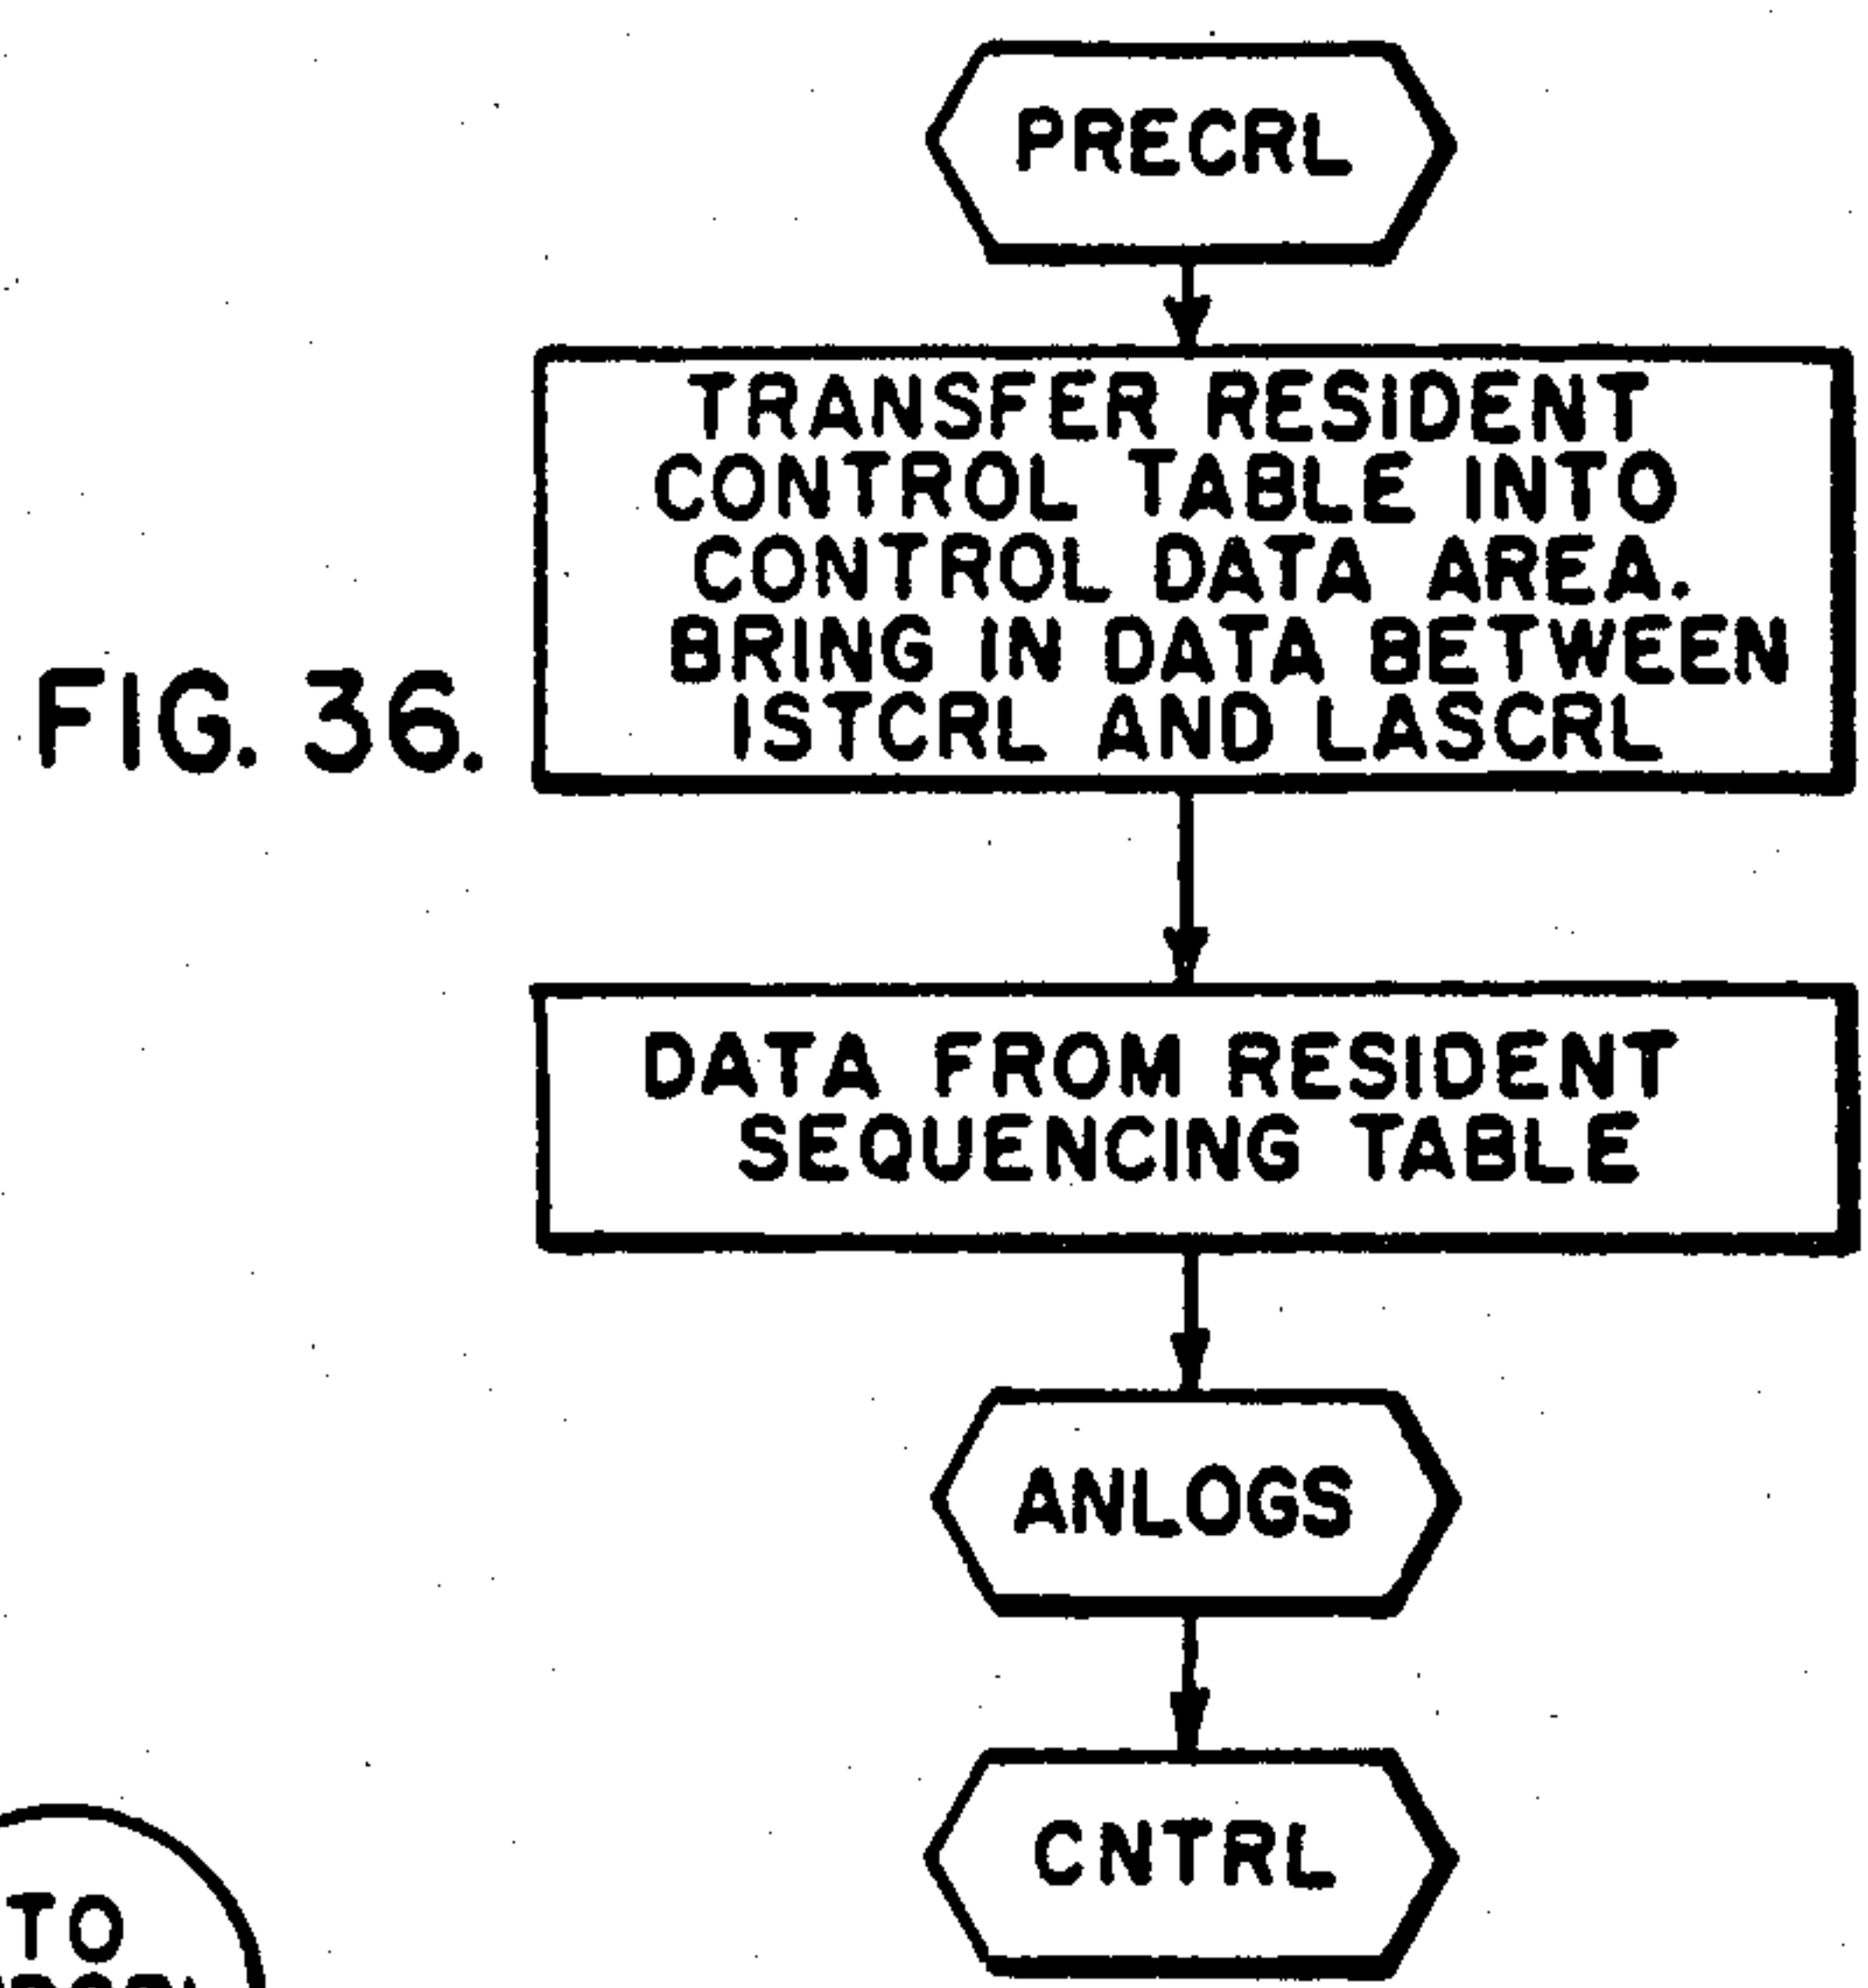 PRECRL
TRANSFER RESIDENT
CONTROL TABLE INTO
CONTROL DATA AREA.
BRING IN DATA BETWEEN
ISTCRL AND LASCRL
FIG. 36.
DATA FROM RESIDENT
SEQUENCING TABLE
ANLOGS
CNTRL
TO